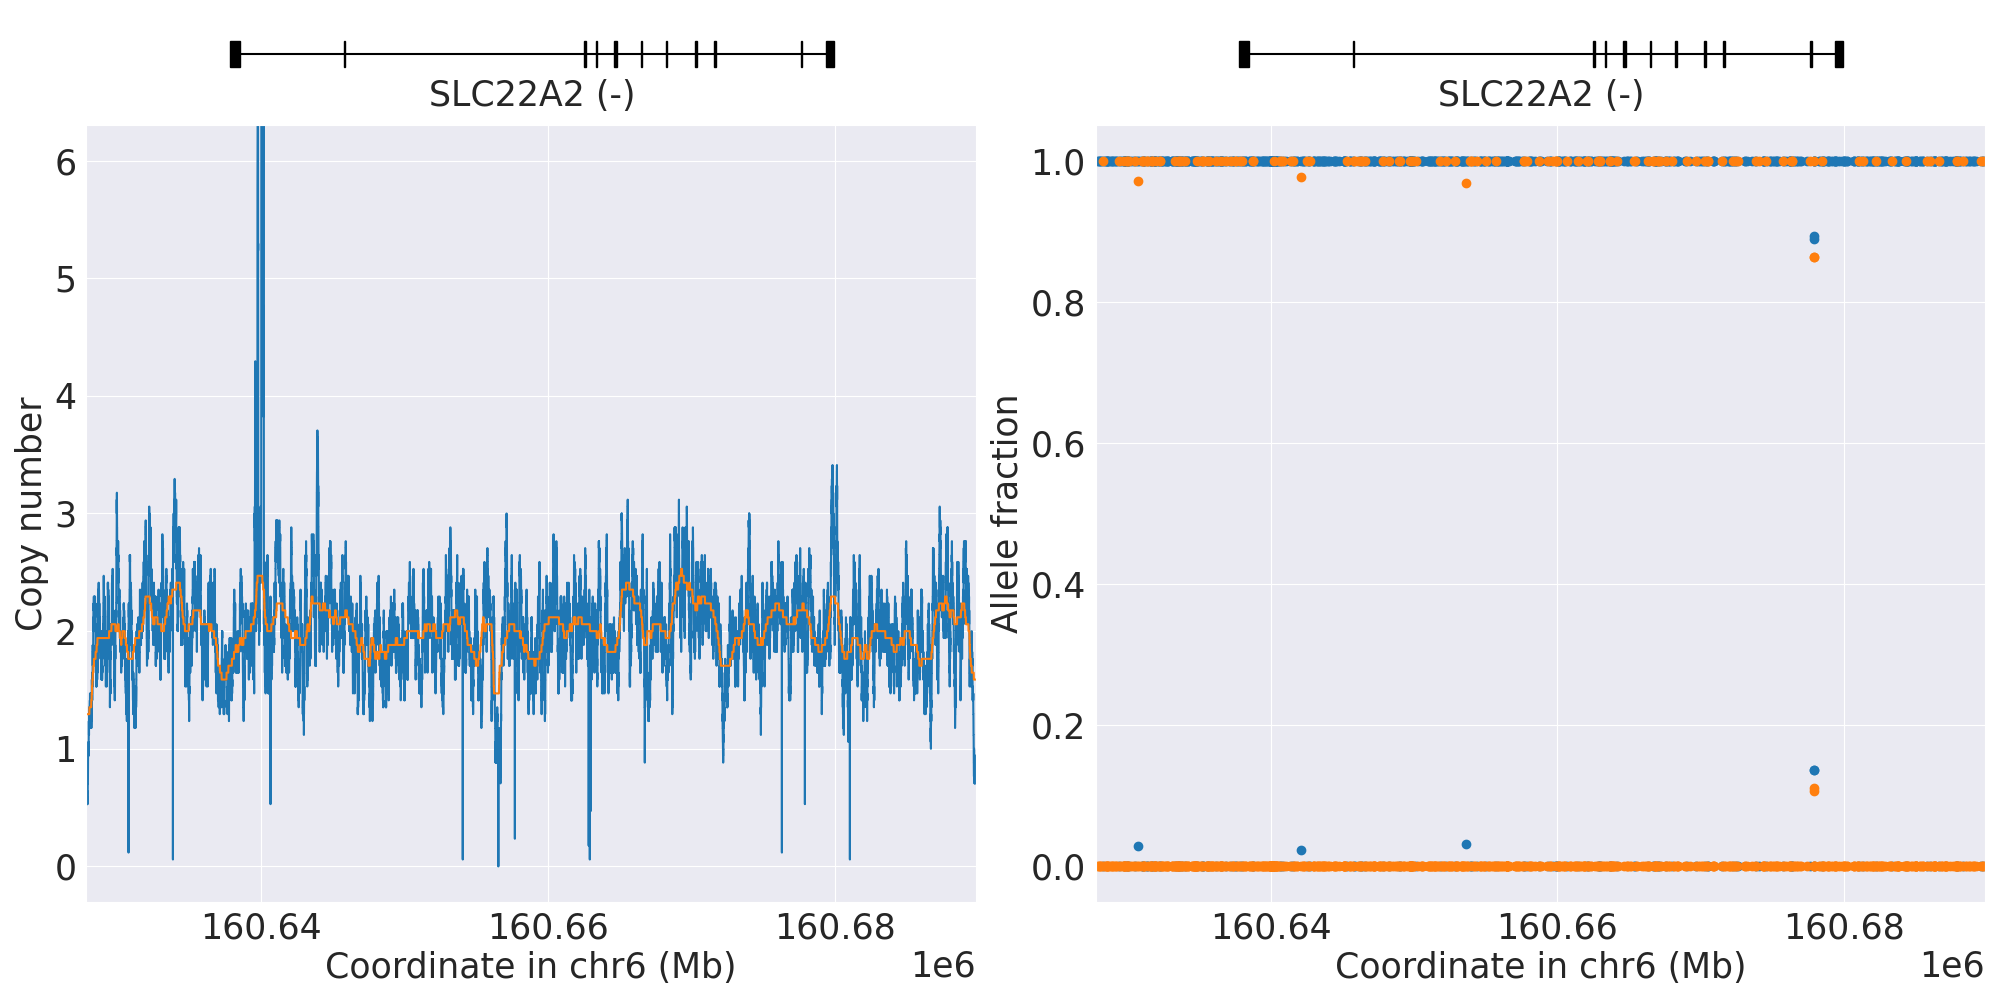 SLC22A2 (-)
SLC22A2 (-)
Copy number
6
5
4
3
2
1
0
160.64
160.66
160.68
Coordinate in chr6 (Mb)
1e6
Allele fraction
1.0
0.8
0.6
0.4
0.2
0.0
160.64
160.66
160.68
Coordinate in chr6 (Mb)
1e6